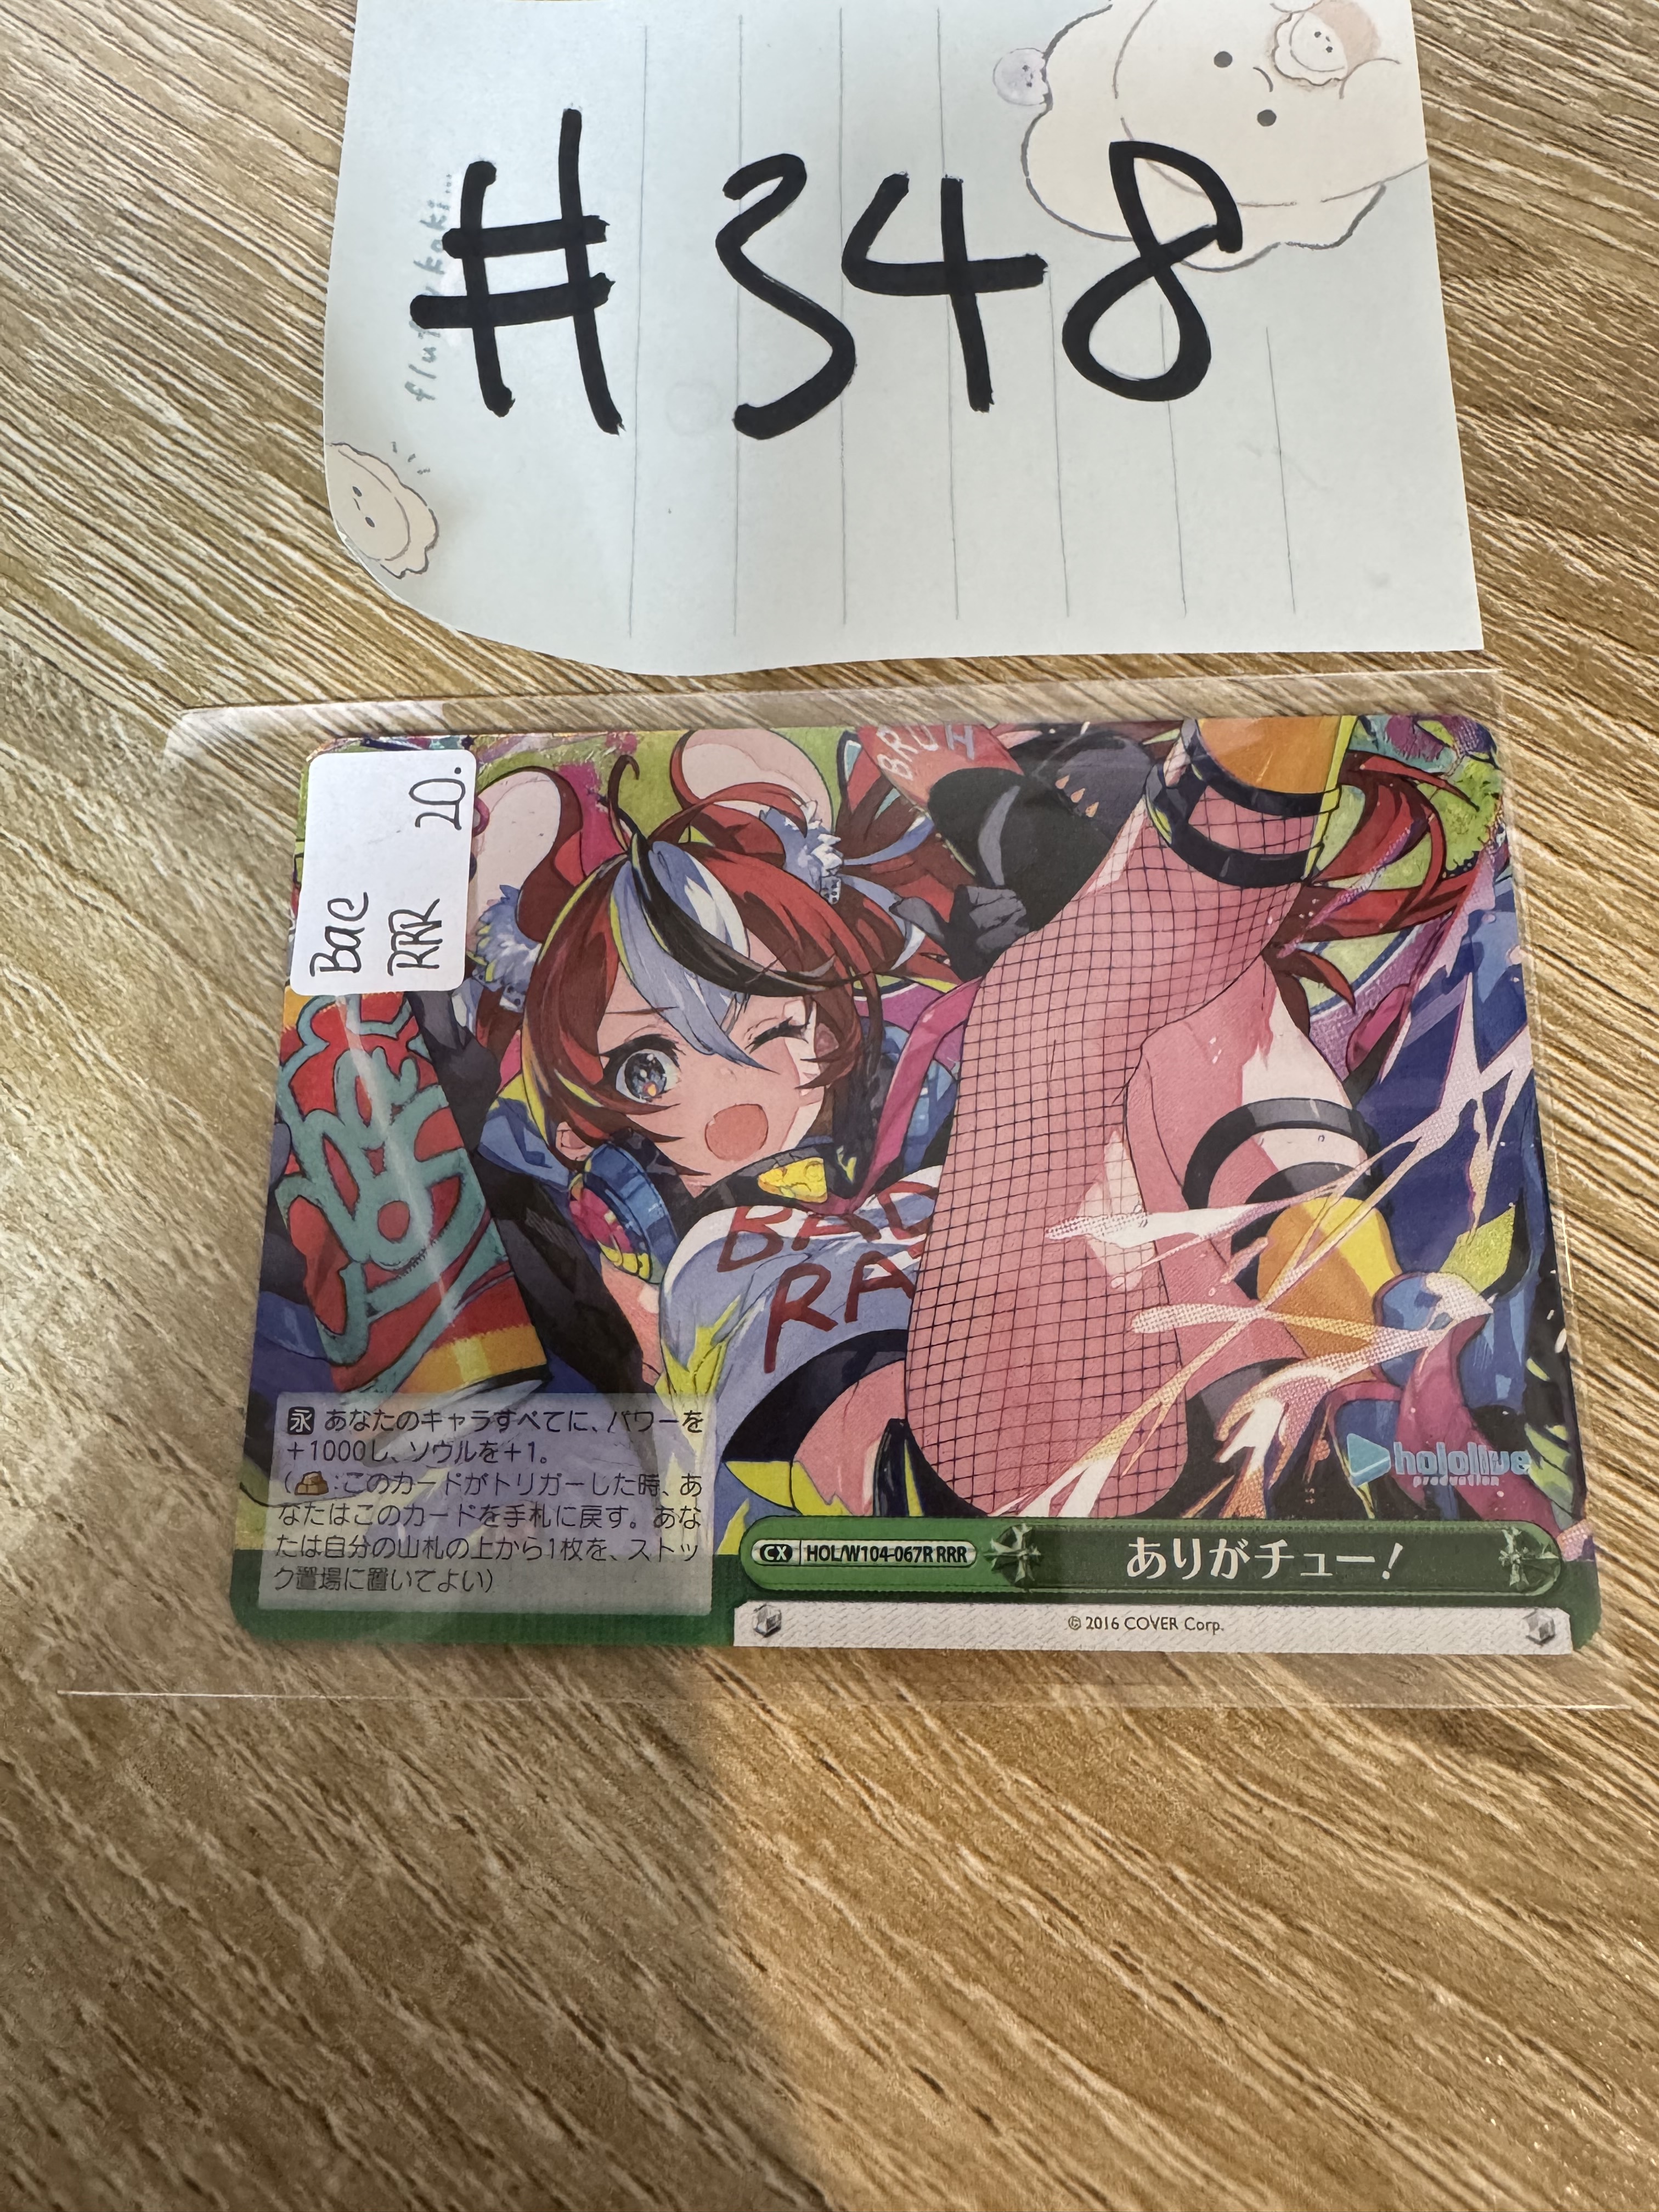 #348
flu
Bae
RRR 20.
BRUH
BAE
RA
永 あなたのキャラすべてに、パワーを
+1000し、ソウルを+1。
(:このカードがトリガーした時、あ
なたはこのカードを手札に戻す。あな
たは自分の山札の上から1枚を、ストッ
ク置場に置いてよい)
hololive
production
CX HOL/W104-067R RRR
ありがチュー!
© 2016 COVER Corp.